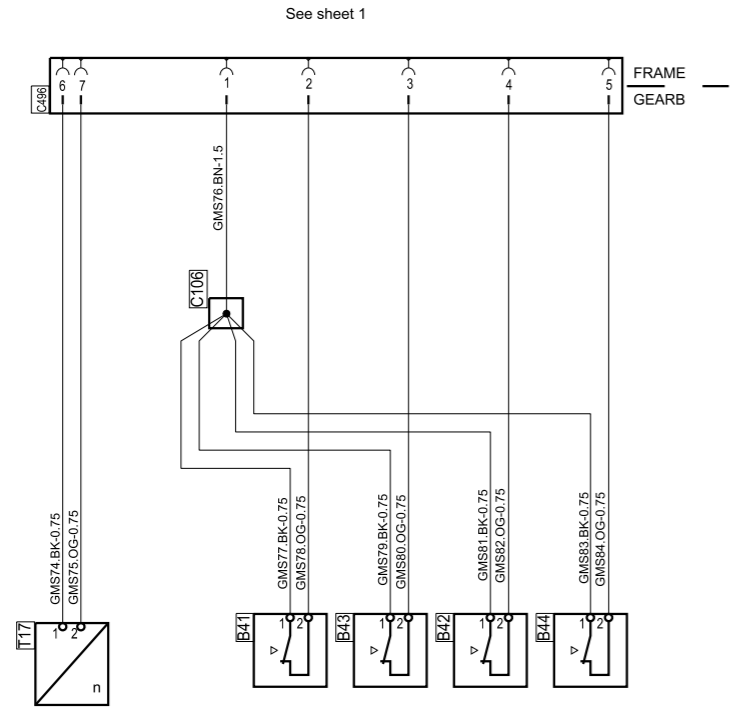 See sheet 1
FRAME
GEARB
C496
6 7 1 2 3 4 5
GMS76.BN-1.5
C106
GMS74.BK-0.75
GMS75.OG-0.75
GMS77.BK-0.75
GMS78.OG-0.75
GMS79.BK-0.75
GMS80.OG-0.75
GMS81.BK-0.75
GMS82.OG-0.75
GMS83.BK-0.75
GMS84.OG-0.75
T17
1 2
n
B41
1 2
B43
1 2
B42
1 2
B44
1 2